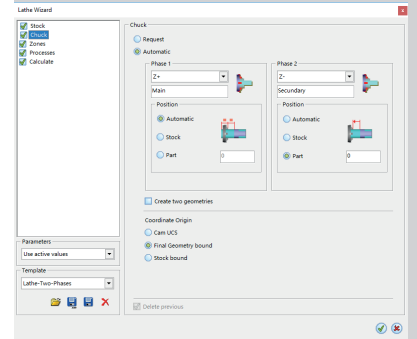 Lathe Wizard
x
Stock
Chuck
Zones
Processes
Calculate
Parameters
Use active values
Template
Lathe-Two-Phases
Chuck
Request
Automatic
Phase 1
Z+
Main
Position
Automatic
Stock
Part
0
Phase 2
Z-
Secundary
Position
Automatic
Stock
Part
0
Create two geometries
Coordinate Origin
Cam UCS
Final Geometry bound
Stock bound
Delete previous